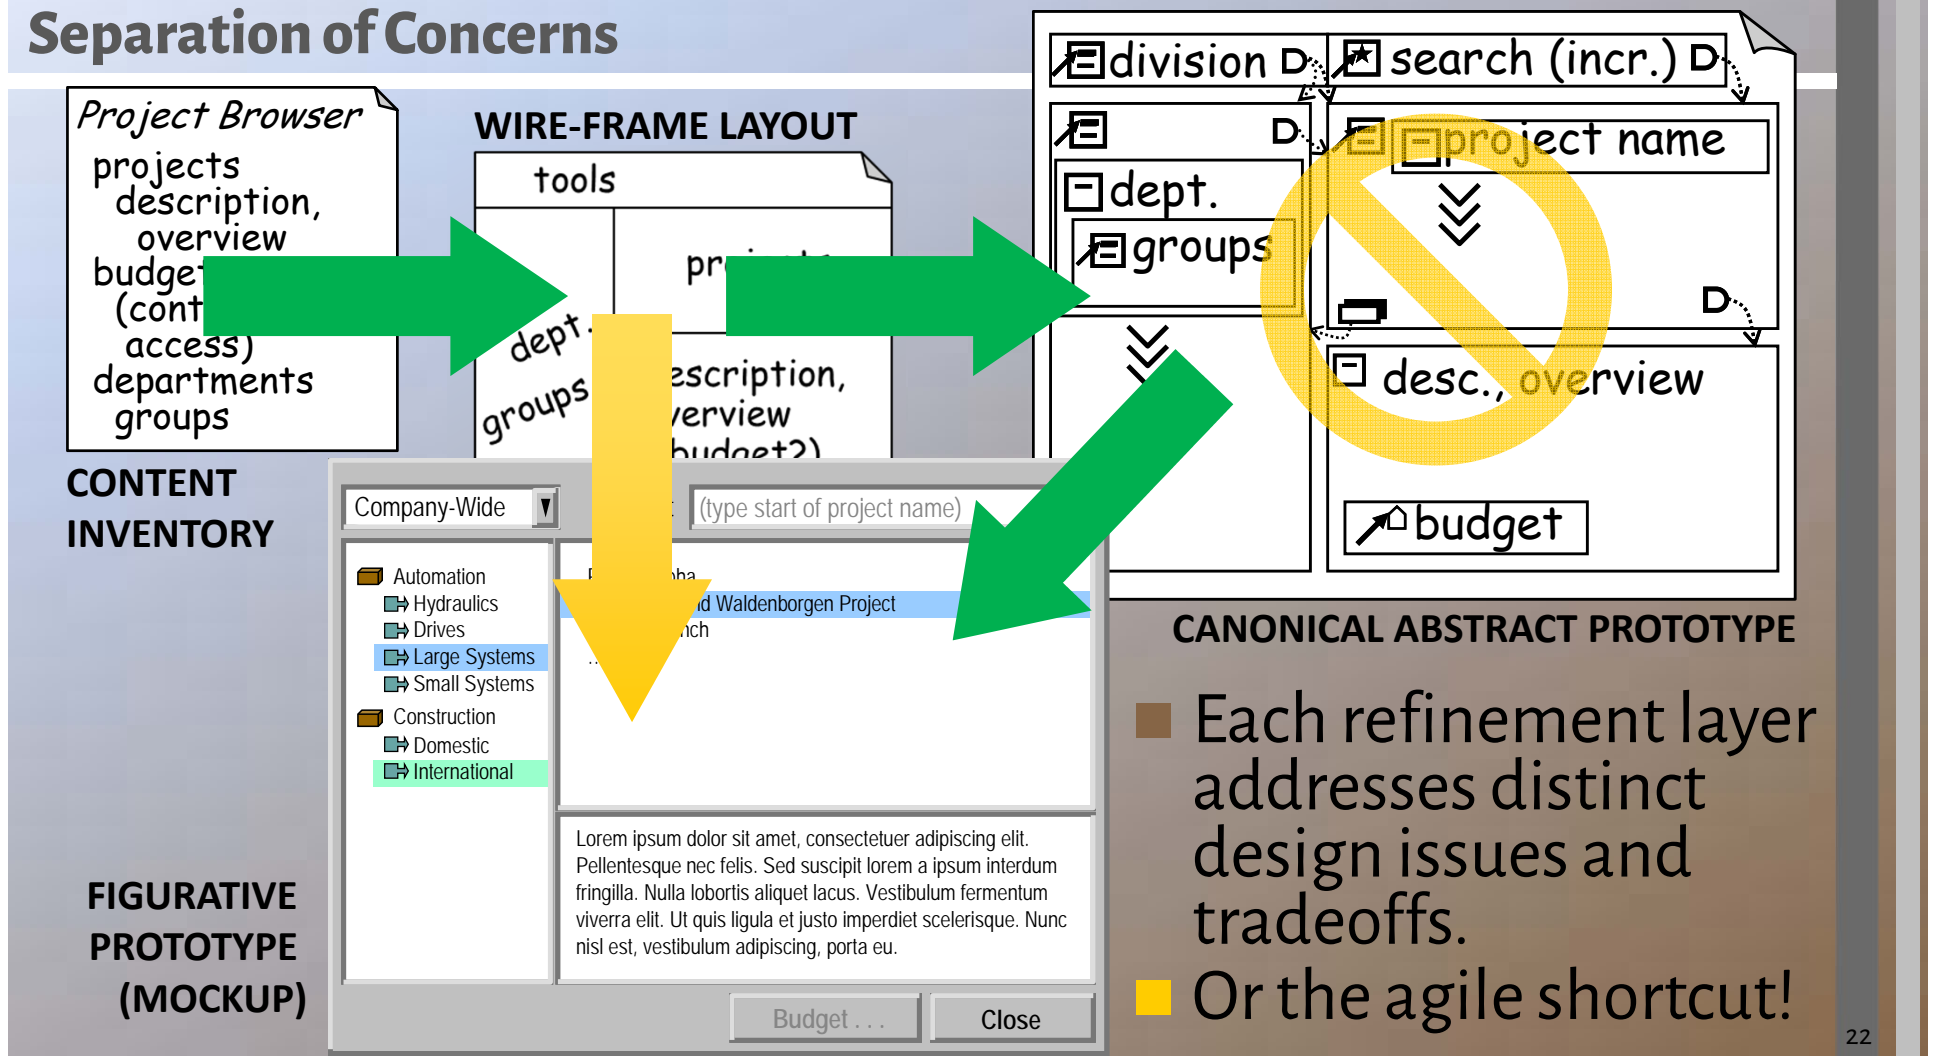 Separation of Concerns
Project Browser
projects
description,
overview
(cont
access)
departments
groups
CONTENT
INVENTORY
WIRE-FRAME LAYOUT
tools
dept.
groups
verview
division
search (incr.)
project name
dept.
groups
desc., overview
budget
CANONICAL ABSTRACT PROTOTYPE
Company-Wide
(type start of project name)
Automation
Hydraulics
Drives
Large Systems
Small Systems
Construction
Domestic
International
Waldenborgen Project
Lorem ipsum dolor sit amet, consectetuer adipiscing elit.
Pellentesque nec felis. Sed suscipit lorem a ipsum interdum
fringilla. Nulla lobortis aliquet lacus. Vestibulum fermentum
viverra elit. Ut quis ligula et justo imperdiet scelerisque. Nunc
nisl est, vestibulum adipiscing, porta eu.
Budget . . .
Close
FIGURATIVE
PROTOTYPE
(MOCKUP)
Each refinement layer
addresses distinct
design issues and
tradeoffs.
Or the agile shortcut!
22